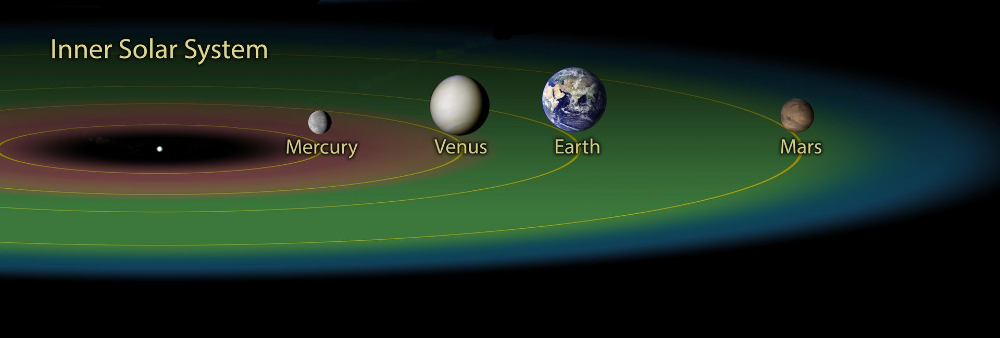 Inner Solar System
Mercury
Venus
Earth
Mars